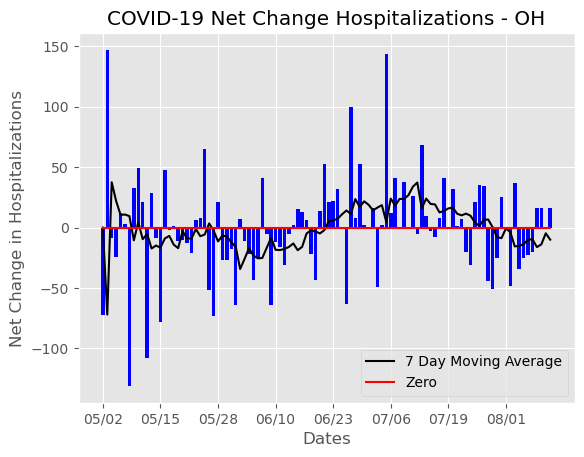 COVID-19 Net Change Hospitalizations - OH
Net Change in Hospitalizations
150
100
50
0
−50
−100
7 Day Moving Average
Zero
05/02 05/15 05/28 06/10 06/23 07/06 07/19 08/01
Dates